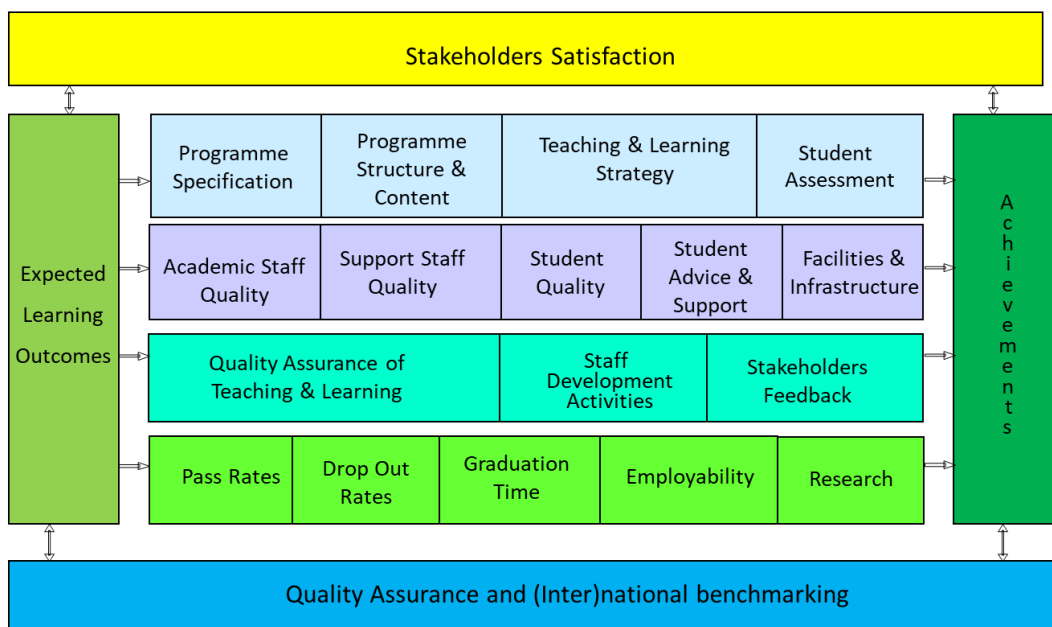 Stakeholders Satisfaction
Expected
Learning
Outcomes
Programme
Specification
Programme
Structure &
Content
Teaching & Learning
Strategy
Student
Assessment
Academic Staff
Quality
Support Staff
Quality
Student
Quality
Student
Advice &
Support
Facilities &
Infrastructure
Quality Assurance of
Teaching & Learning
Staff
Development
Activities
Stakeholders
Feedback
Pass Rates
Drop Out
Rates
Graduation
Time
Employability
Research
Achievements
Quality Assurance and (Inter)national benchmarking